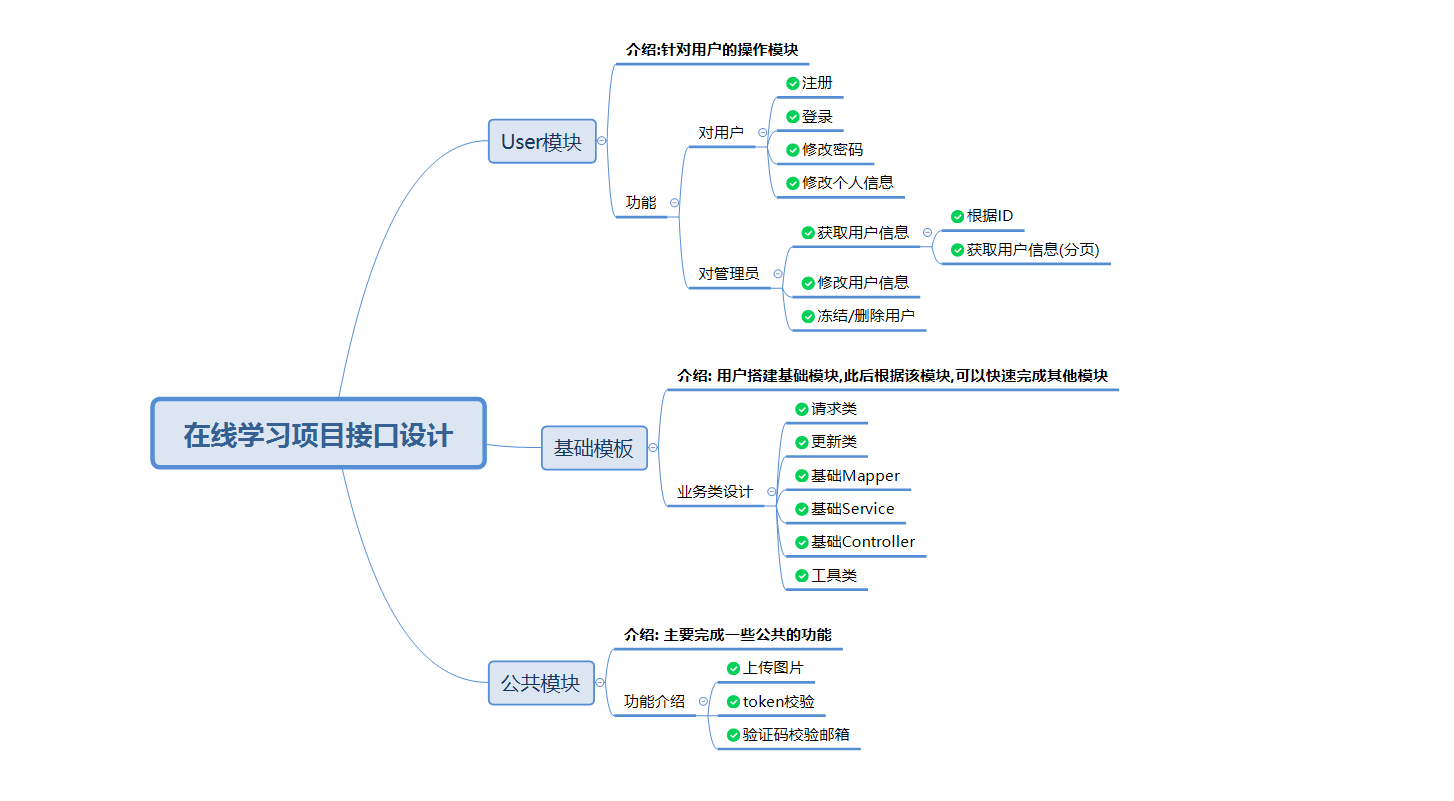 介绍:针对用户的操作模块
注册
登录
对用户
User模块
修改密码
修改个人信息
功能
根据ID
获取用户信息
获取用户信息(分页)
对管理员
修改用户信息
冻结/删除用户
介绍: 用户搭建基础模块,此后根据该模块,可以快速完成其他模块
请求类
在线学习项目接口设计
更新类
基础模板
基础Mapper
业务类设计
基础Service
基础Controller
工具类
介绍: 主要完成一些公共的功能
上传图片
公共模块
功能介绍
token校验
验证码校验邮箱